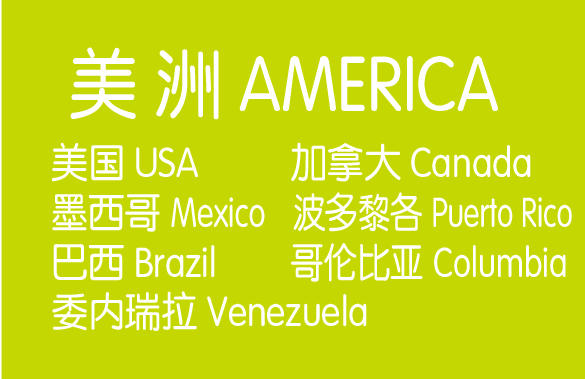 美洲 AMERICA
美国 USA 加拿大 Canada
墨西哥 Mexico 波多黎各 Puerto Rico
巴西 Brazil 哥伦比亚 Columbia
委内瑞拉 Venezuela